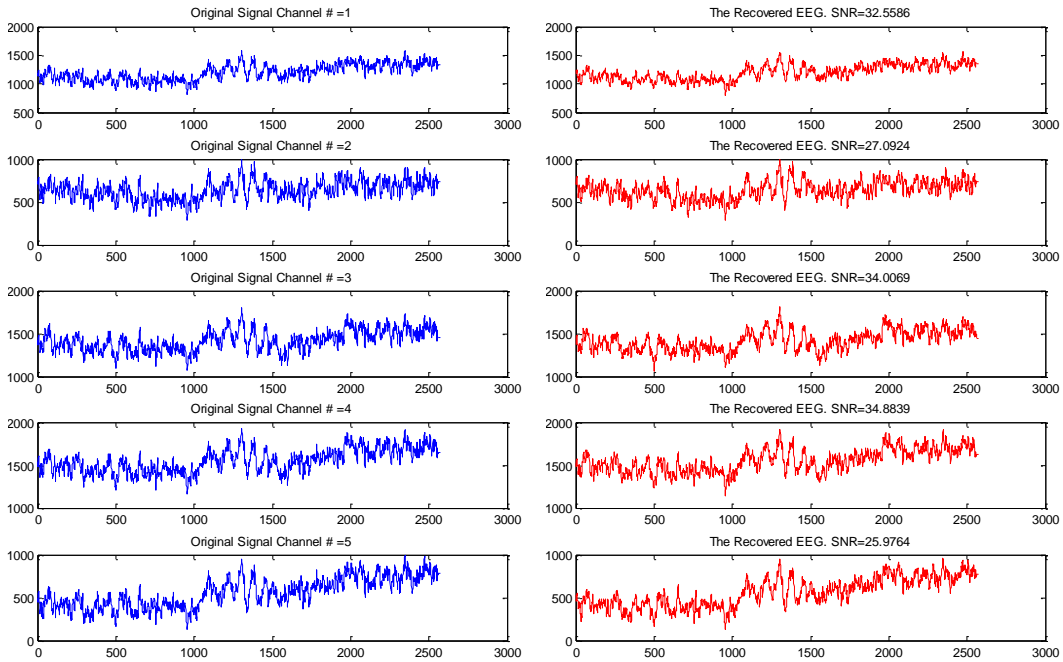 Original Signal Channel # =1
2000
1500
1000
500
0 500 1000 1500 2000 2500 3000
The Recovered EEG. SNR=32.5586
2000
1500
1000
500
0 500 1000 1500 2000 2500 3000
Original Signal Channel # =2
1000
500
0
0 500 1000 1500 2000 2500 3000
The Recovered EEG. SNR=27.0924
1000
500
0
0 500 1000 1500 2000 2500 3000
Original Signal Channel # =3
2000
1500
1000
0 500 1000 1500 2000 2500 3000
The Recovered EEG. SNR=34.0069
2000
1500
1000
0 500 1000 1500 2000 2500 3000
Original Signal Channel # =4
2000
1500
1000
0 500 1000 1500 2000 2500 3000
The Recovered EEG. SNR=34.8839
2000
1500
1000
0 500 1000 1500 2000 2500 3000
Original Signal Channel # =5
1000
500
0
0 500 1000 1500 2000 2500 3000
The Recovered EEG. SNR=25.9764
1000
500
0
0 500 1000 1500 2000 2500 3000